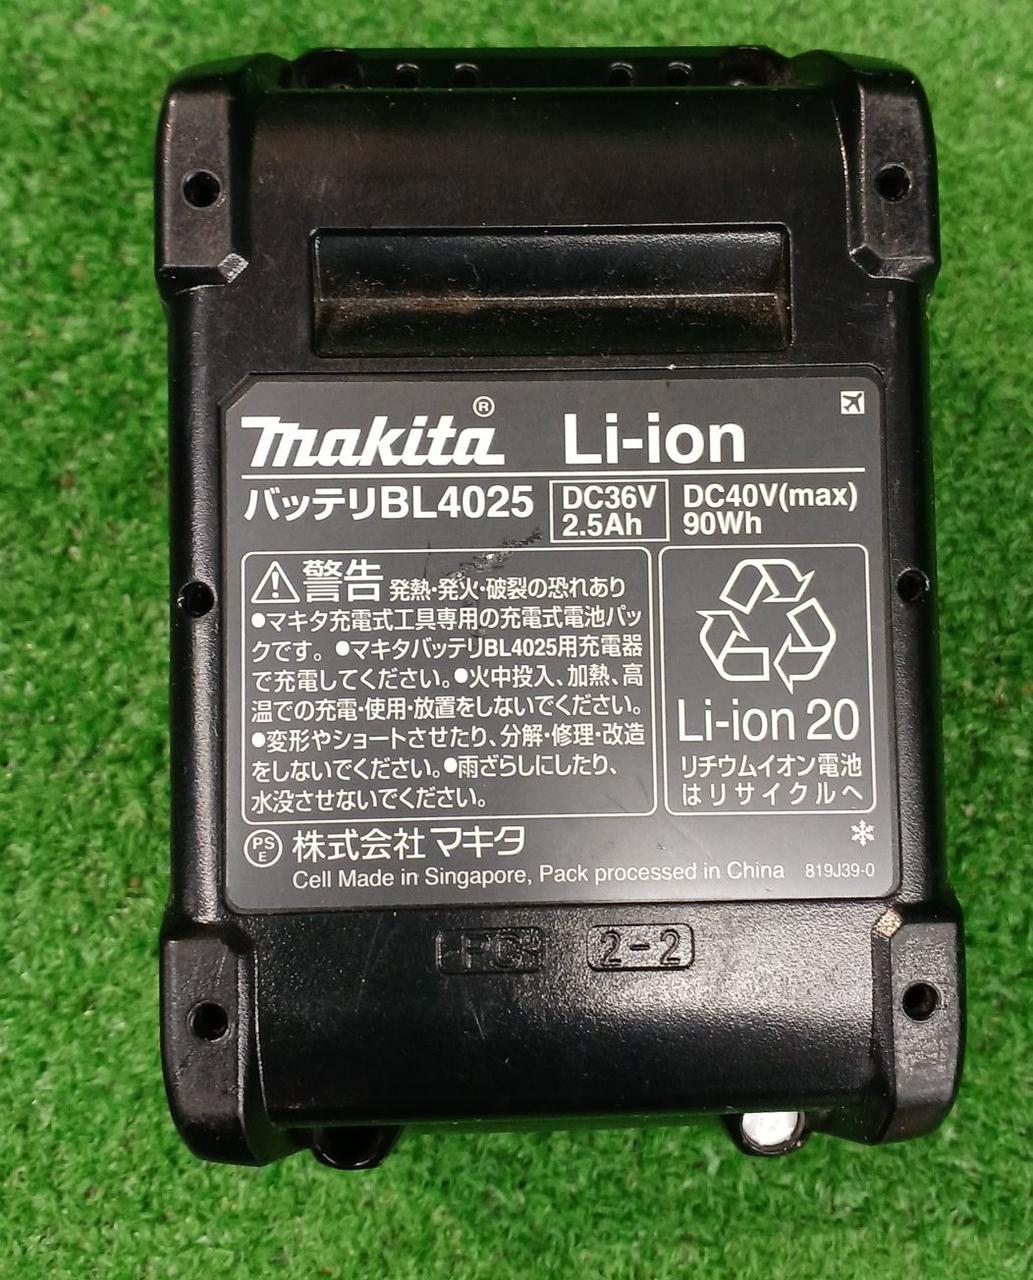 makita® Li-ion
バッテリBL4025 DC36V 2.5Ah DC40V(max) 90Wh
⚠警告 発熱・発火・破裂の恐れあり
●マキタ充電式工具専用の充電式電池パッ
クです。●マキタバッテリBL4025用充電器
で充電してください。●火中投入、加熱、高
温での充電・使用・放置をしないでください。
●変形やショートさせたり、分解・修理・改造
をしないでください。●雨ざらしにしたり、
水没させないでください。
Li-ion 20
リチウムイオン電池
はリサイクルへ
PSE 株式会社 マキタ
Cell Made in Singapore, Pack processed in China 819J39-0
>PC< 2-2